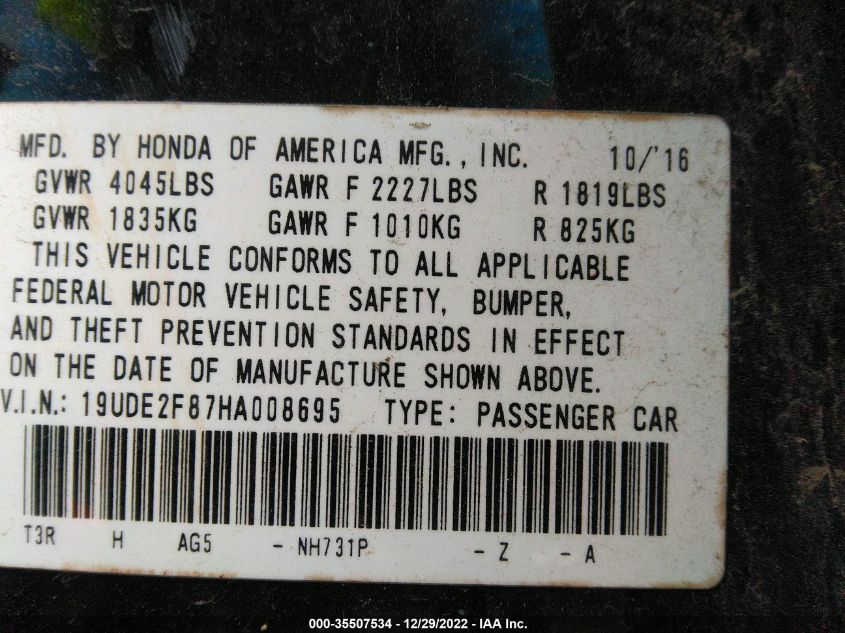 MFD. BY HONDA OF AMERICA MFG., INC. 10/'16
GVWR 4045LBS GAWR F 2227LBS R 1819LBS
GVWR 1835KG GAWR F 1010KG R 825KG
THIS VEHICLE CONFORMS TO ALL APPLICABLE
FEDERAL MOTOR VEHICLE SAFETY, BUMPER,
AND THEFT PREVENTION STANDARDS IN EFFECT
ON THE DATE OF MANUFACTURE SHOWN ABOVE.
V.I.N.: 19UDE2F87HA008695 TYPE: PASSENGER CAR
T3R H AG5 - NH731P - Z - A
000-35507534 - 12/29/2022 - IAA Inc.